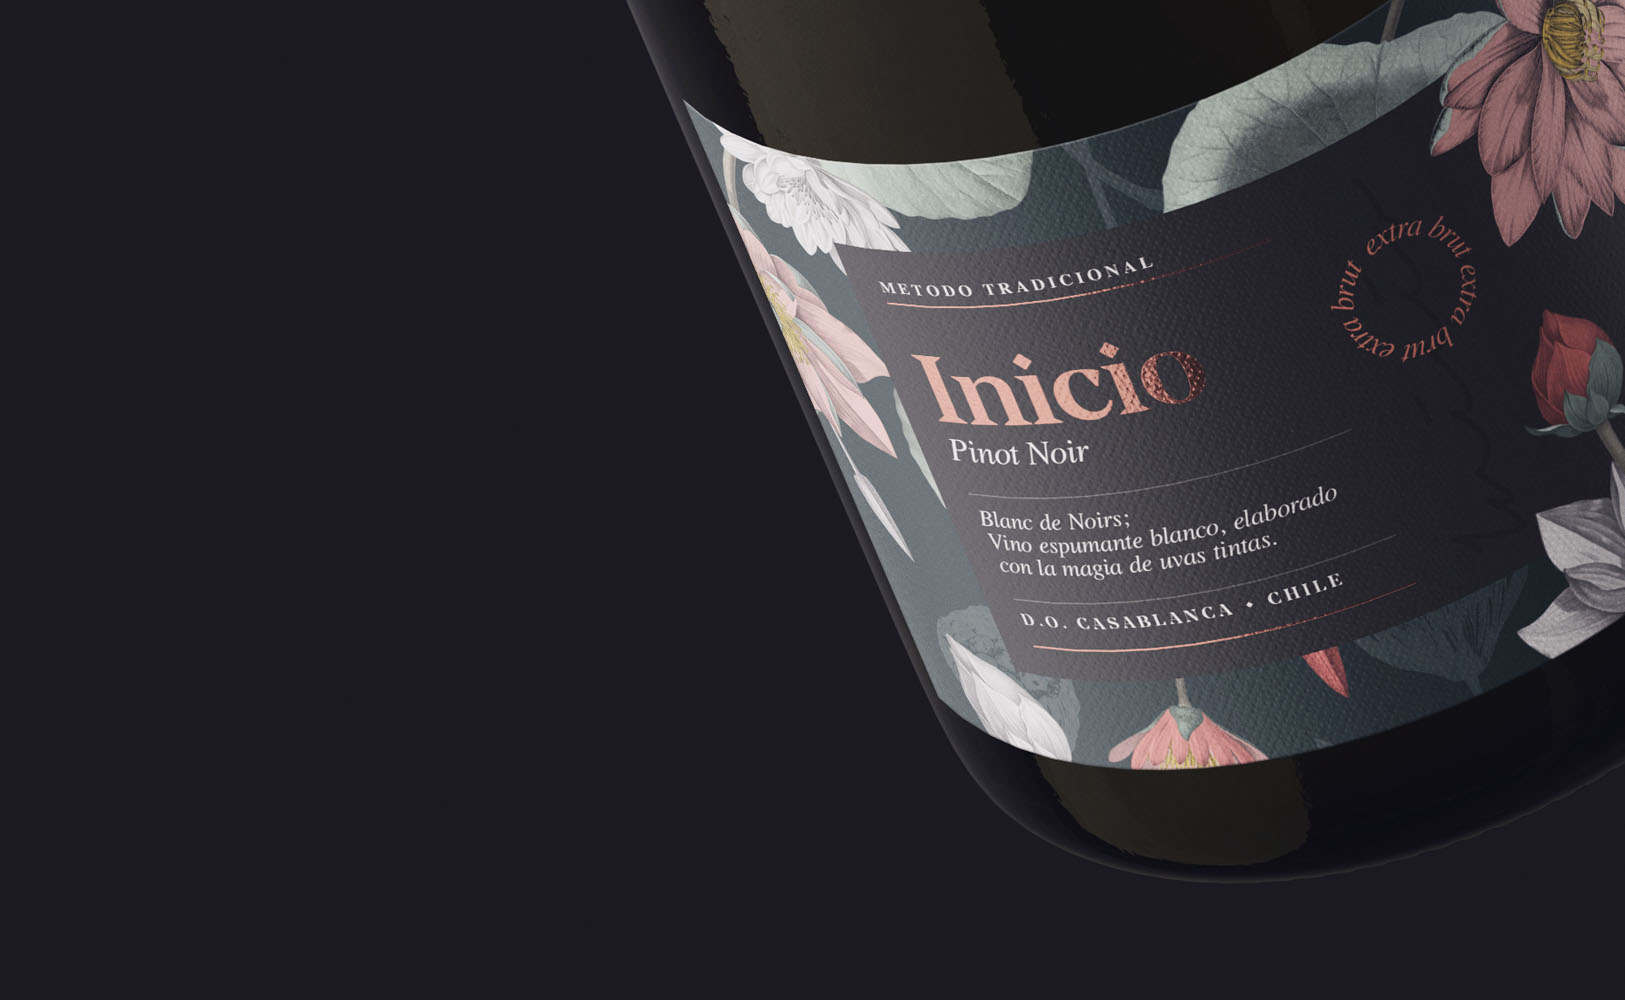 METODO TRADICIONAL
extra brut extra brut extra brut
Inicio
Pinot Noir
Blanc de Noirs;
Vino espumante blanco, elaborado
con la magia de uvas tintas.
D.O. CASABLANCA • CHILE